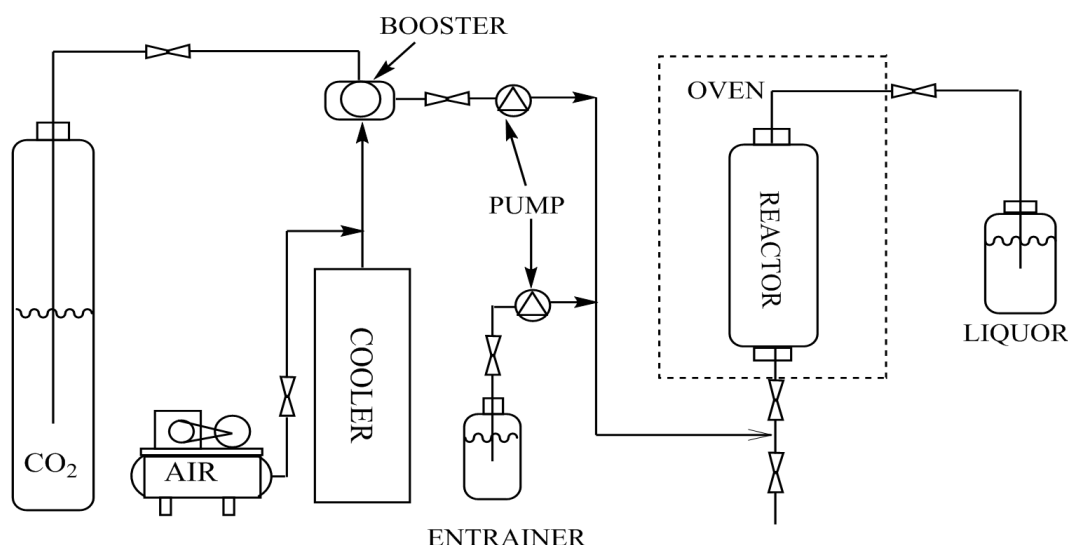 BOOSTER
OVEN
PUMP
REACTOR
LIQUOR
COOLER
CO₂
AIR
ENTRAINER